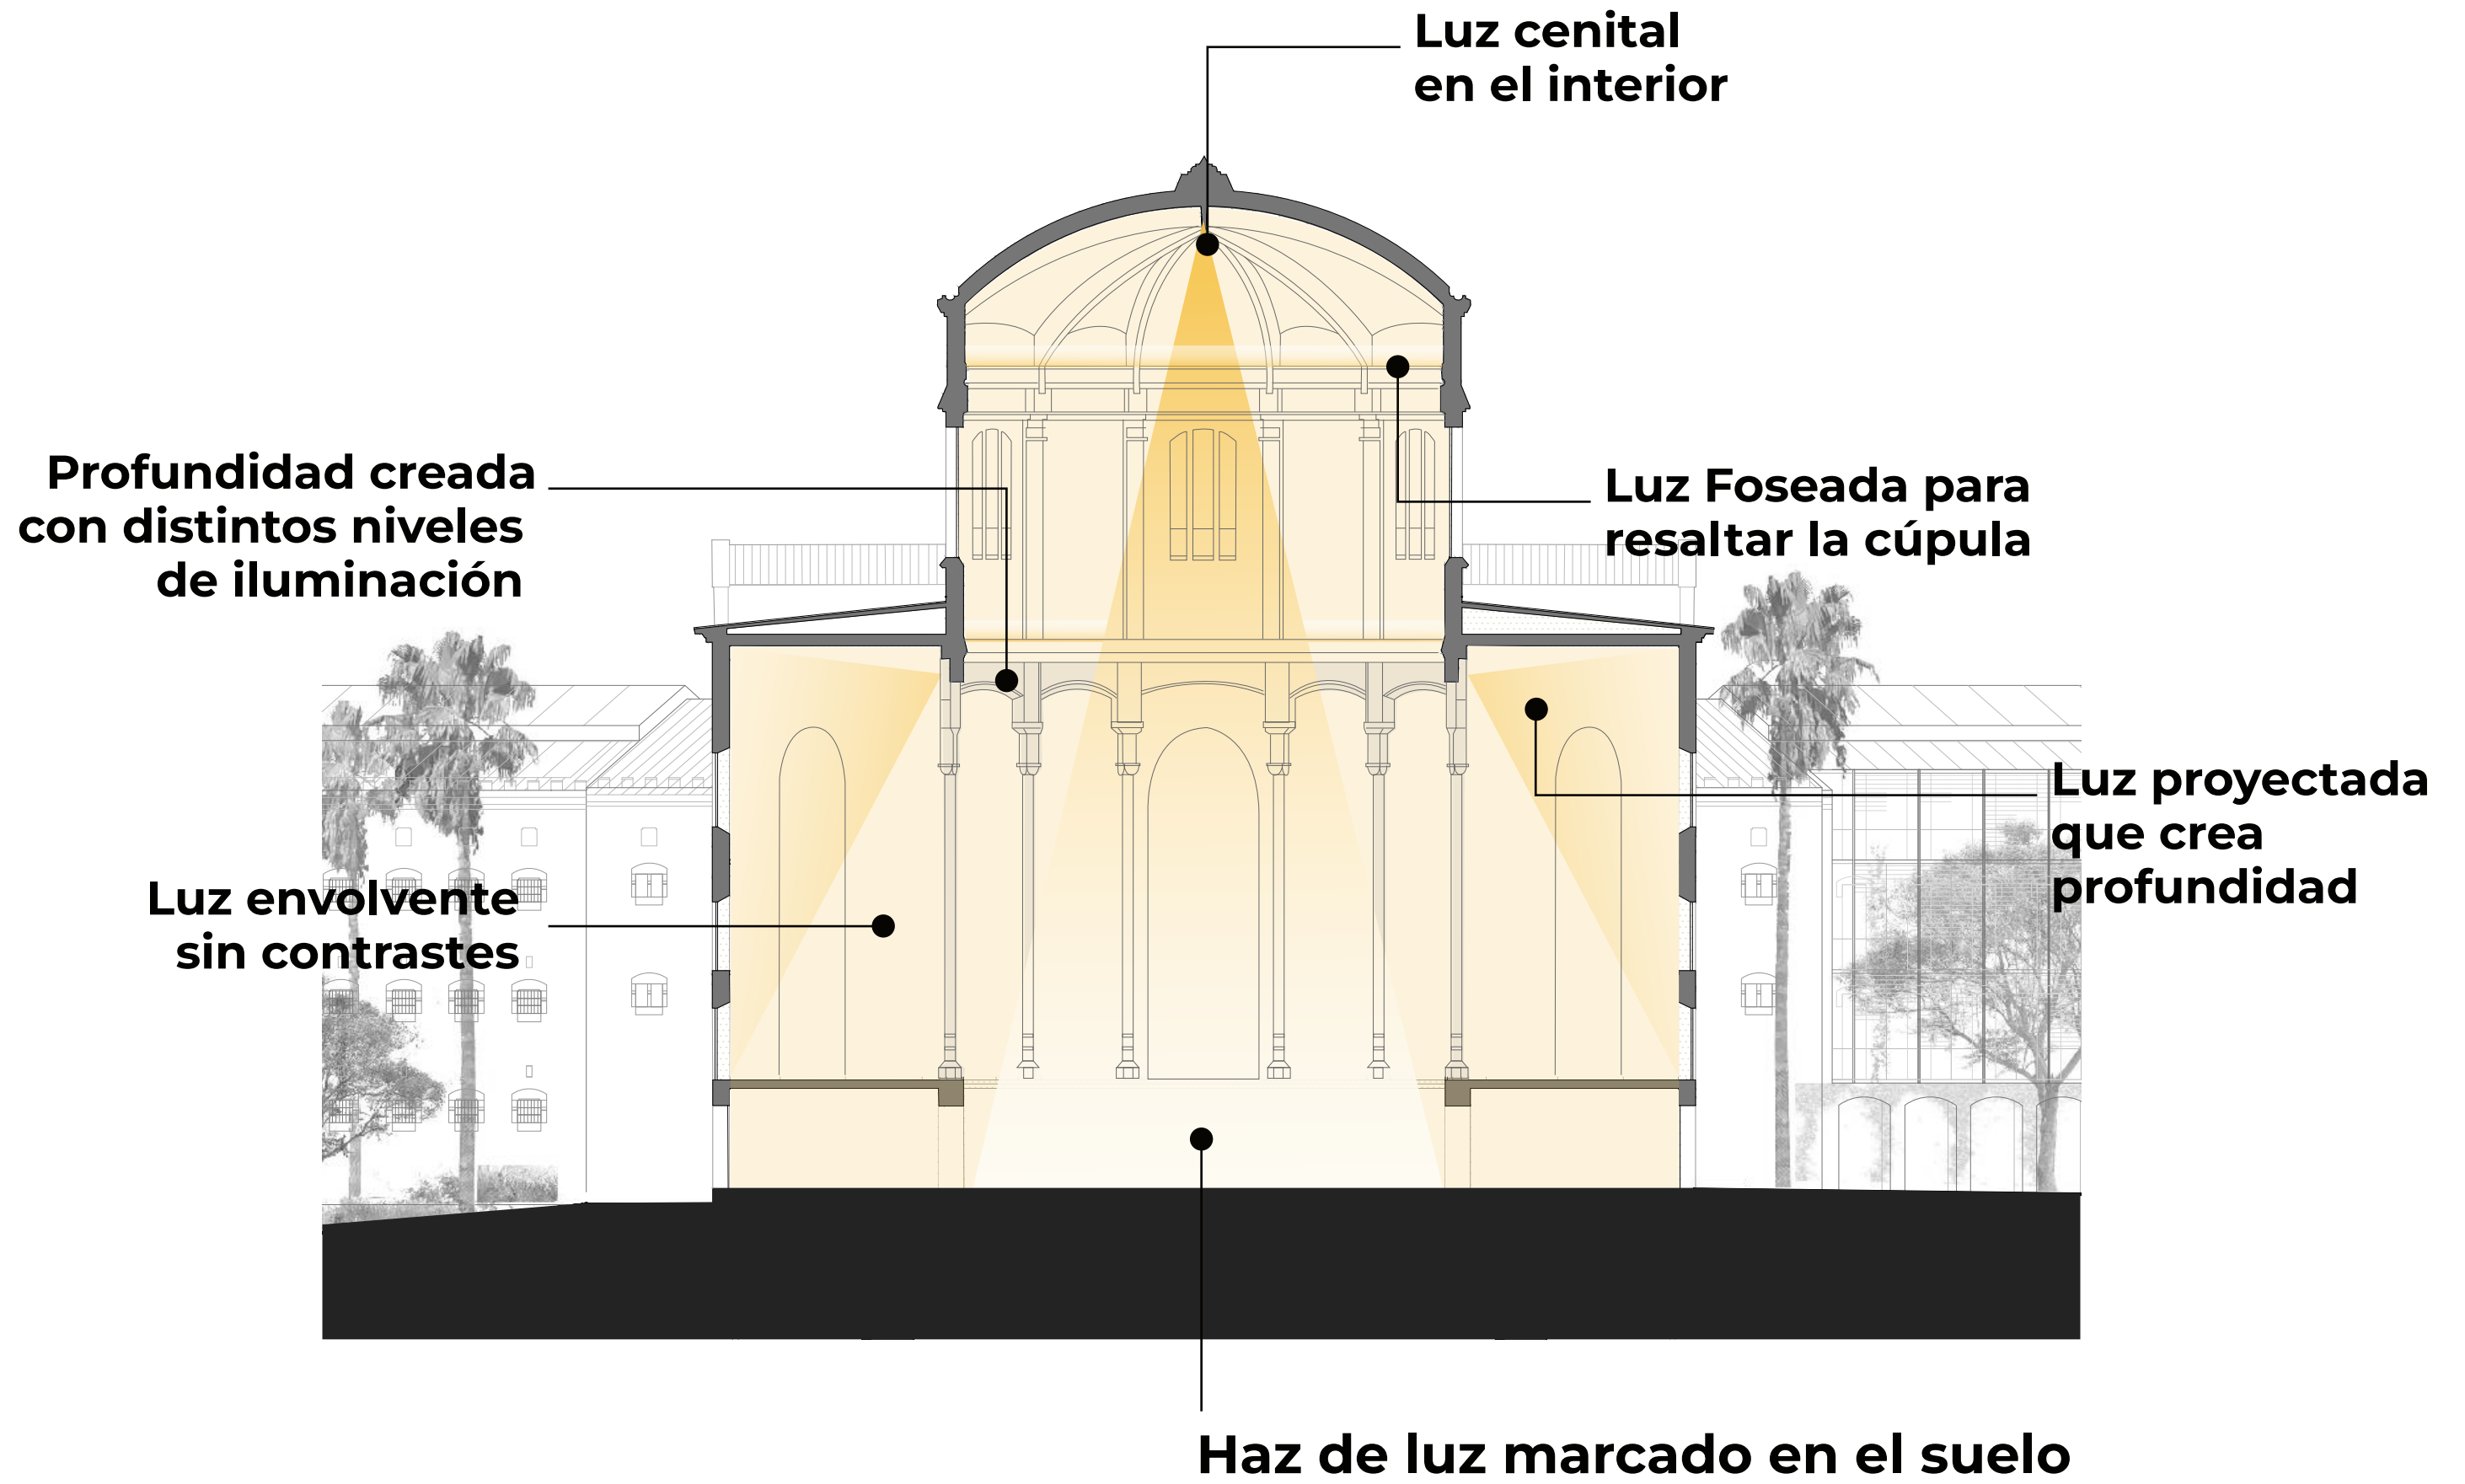 Luz cenital
en el interior
Profundidad creada
con distintos niveles
de iluminación
Luz Foseada para
resaltar la cúpula
Luz proyectada
que crea
profundidad
Luz envolvente
sin contrastes
Haz de luz marcado en el suelo